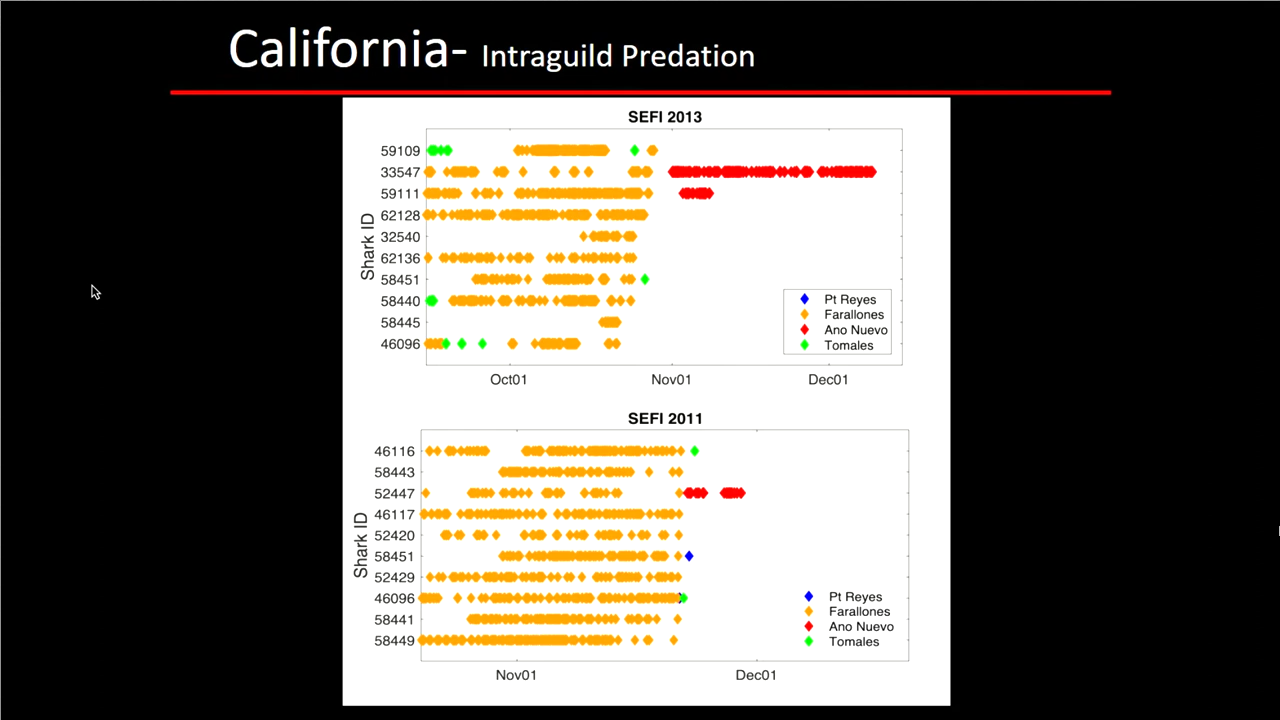 California- Intraguild Predation
SEFI 2013
Shark ID
59109
33547
59111
62128
32540
62136
58451
58440
58445
46096
Pt Reyes
Farallones
Ano Nuevo
Tomales
Oct01 Nov01 Dec01
SEFI 2011
Shark ID
46116
58443
52447
46117
52420
58451
52429
46096
58441
58449
Pt Reyes
Farallones
Ano Nuevo
Tomales
Nov01 Dec01